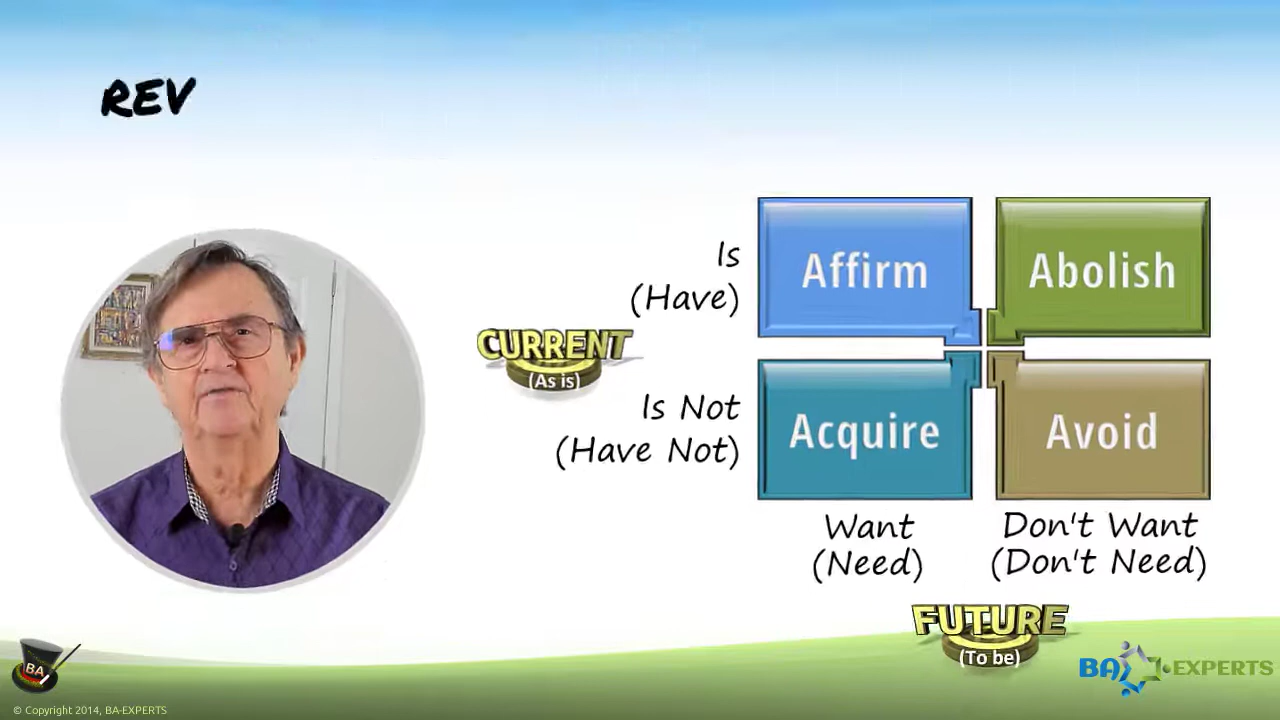 REV
Is
(Have)
Affirm
Abolish
CURRENT
(As is)
Is Not
(Have Not)
Acquire
Avoid
Want
(Need)
Don't Want
(Don't Need)
FUTURE
(To be)
BA
BA EXPERTS
© Copyright 2014, BA-EXPERTS